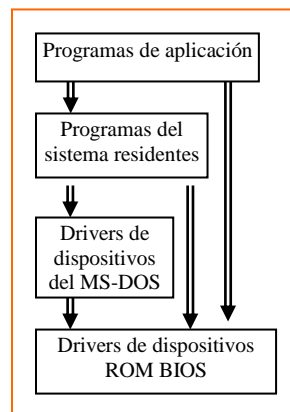 Programas de aplicación
Programas del
sistema residentes
Drivers de
dispositivos
del MS-DOS
Drivers de dispositivos
ROM BIOS